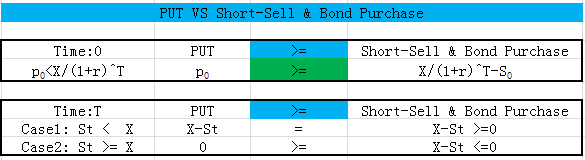 PUT VS Short-Sell & Bond Purchase
Time:0 PUT >= Short-Sell & Bond Purchase
p₀<X/(1+r)^T p₀ >= X/(1+r)^T-S₀
Time:T PUT >= Short-Sell & Bond Purchase
Case1: St < X X-St = X-St >=0
Case2: St >= X 0 >= X-St <=0